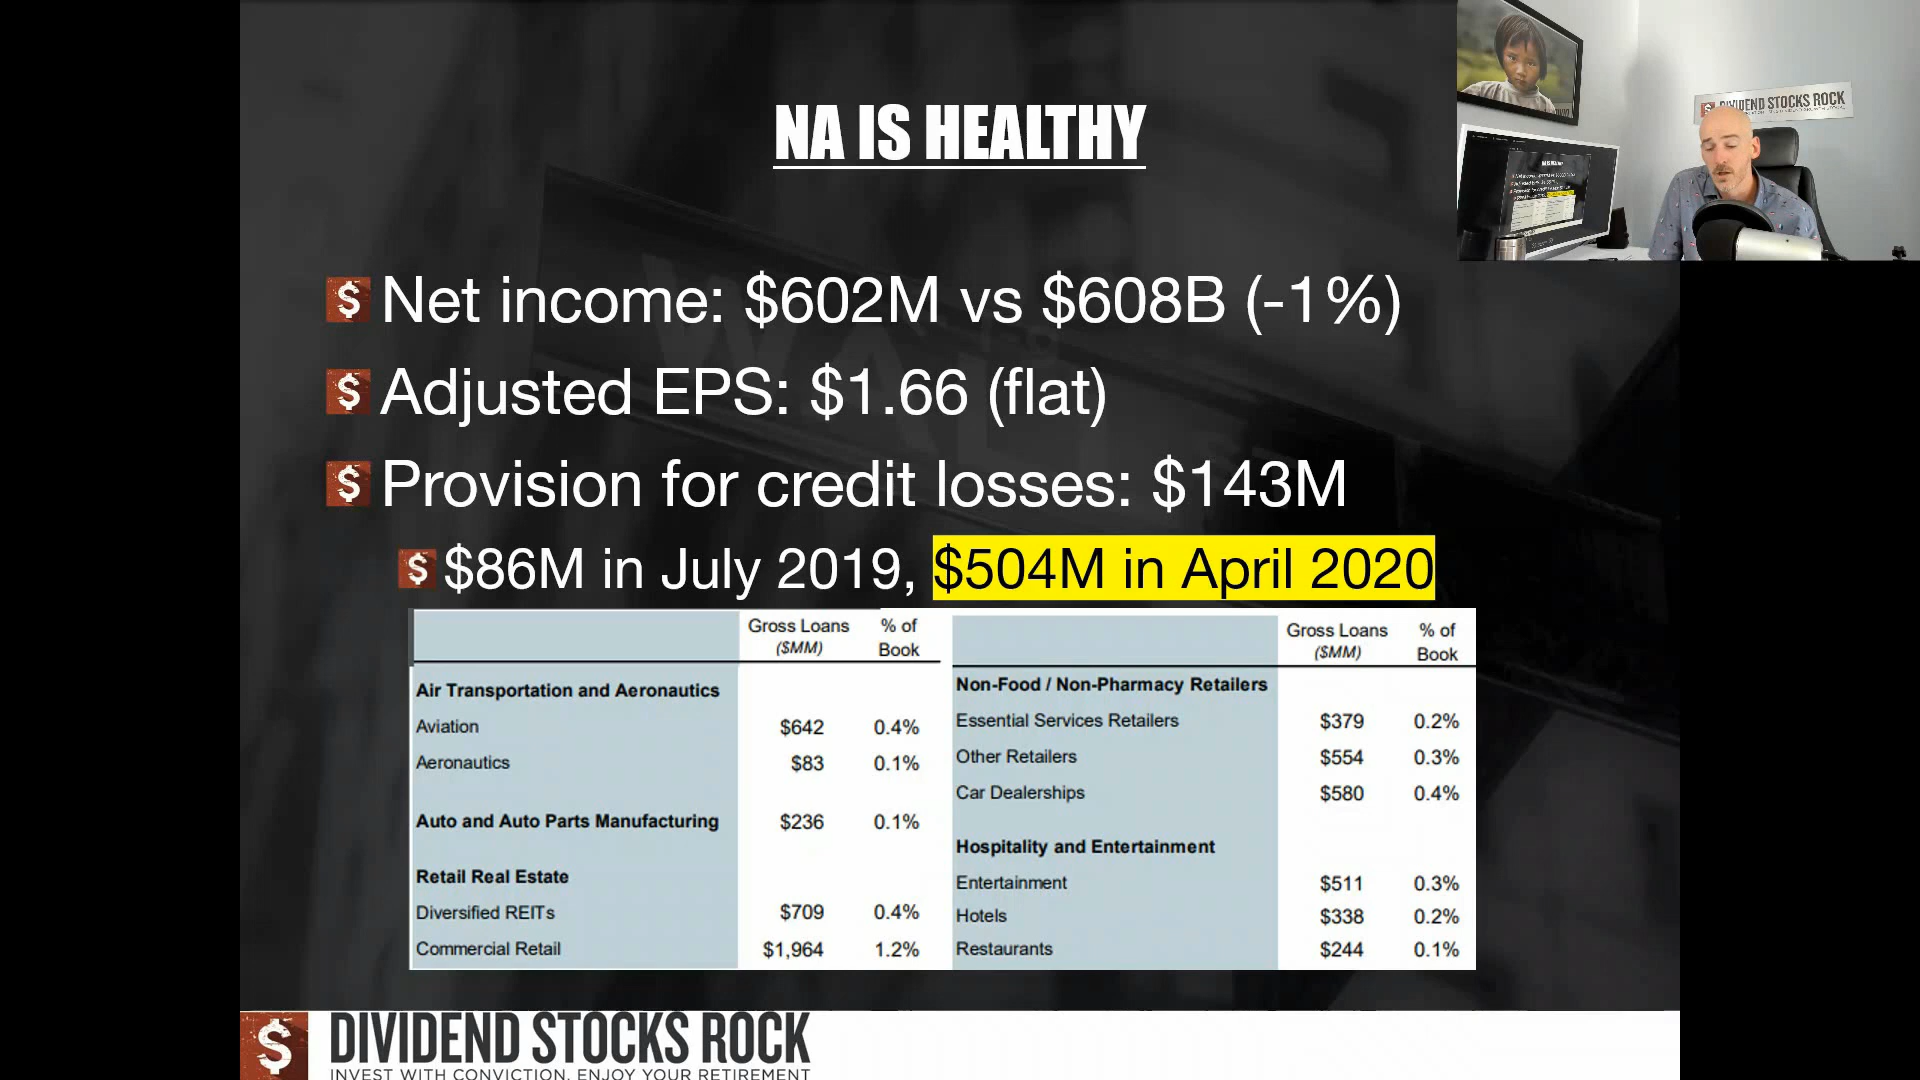 NA IS HEALTHY
DIVIDEND STOCKS ROCK
Net income: $602M vs $608B (-1%)
Adjusted EPS: $1.66 (flat)
Provision for credit losses: $143M
$86M in July 2019, $504M in April 2020
Gross Loans % of
($MM) Book
Air Transportation and Aeronautics
Aviation $642 0.4%
Aeronautics $83 0.1%
Auto and Auto Parts Manufacturing $236 0.1%
Retail Real Estate
Diversified REITs $709 0.4%
Commercial Retail $1,964 1.2%
Gross Loans % of
($MM) Book
Non-Food / Non-Pharmacy Retailers
Essential Services Retailers $379 0.2%
Other Retailers $554 0.3%
Car Dealerships $580 0.4%
Hospitality and Entertainment
Entertainment $511 0.3%
Hotels $338 0.2%
Restaurants $244 0.1%
DIVIDEND STOCKS ROCK
INVEST WITH CONVICTION. ENJOY YOUR RETIREMENT